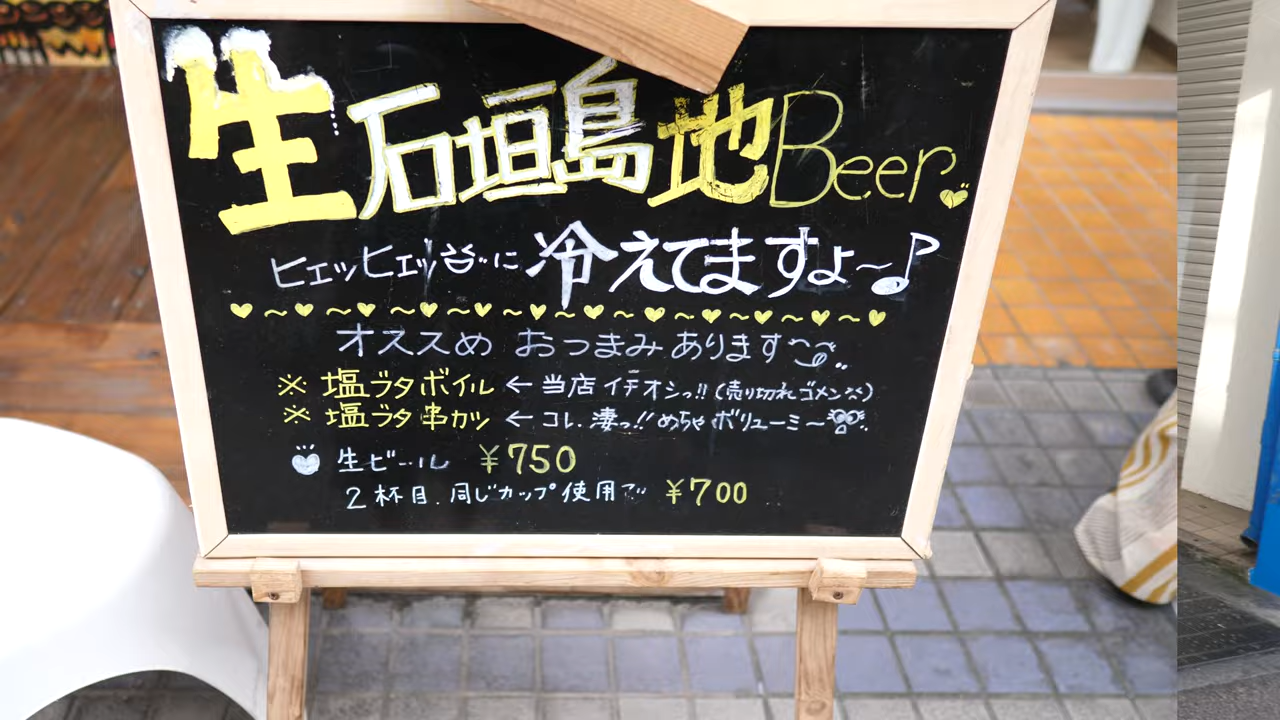 生石垣島地Beer
ヒエッヒエッ谷に冷えてますよ~♪
オススメ おつまみあります
※ 塩ブタボイル ← 当店イチオシっ!! (売り切れゴメンなさ)
※ 塩ブタ串カツ ← コレ、凄っ!! めちゃボリューミ~
生ビール ¥750
2杯目、同じカップ使用で ¥700